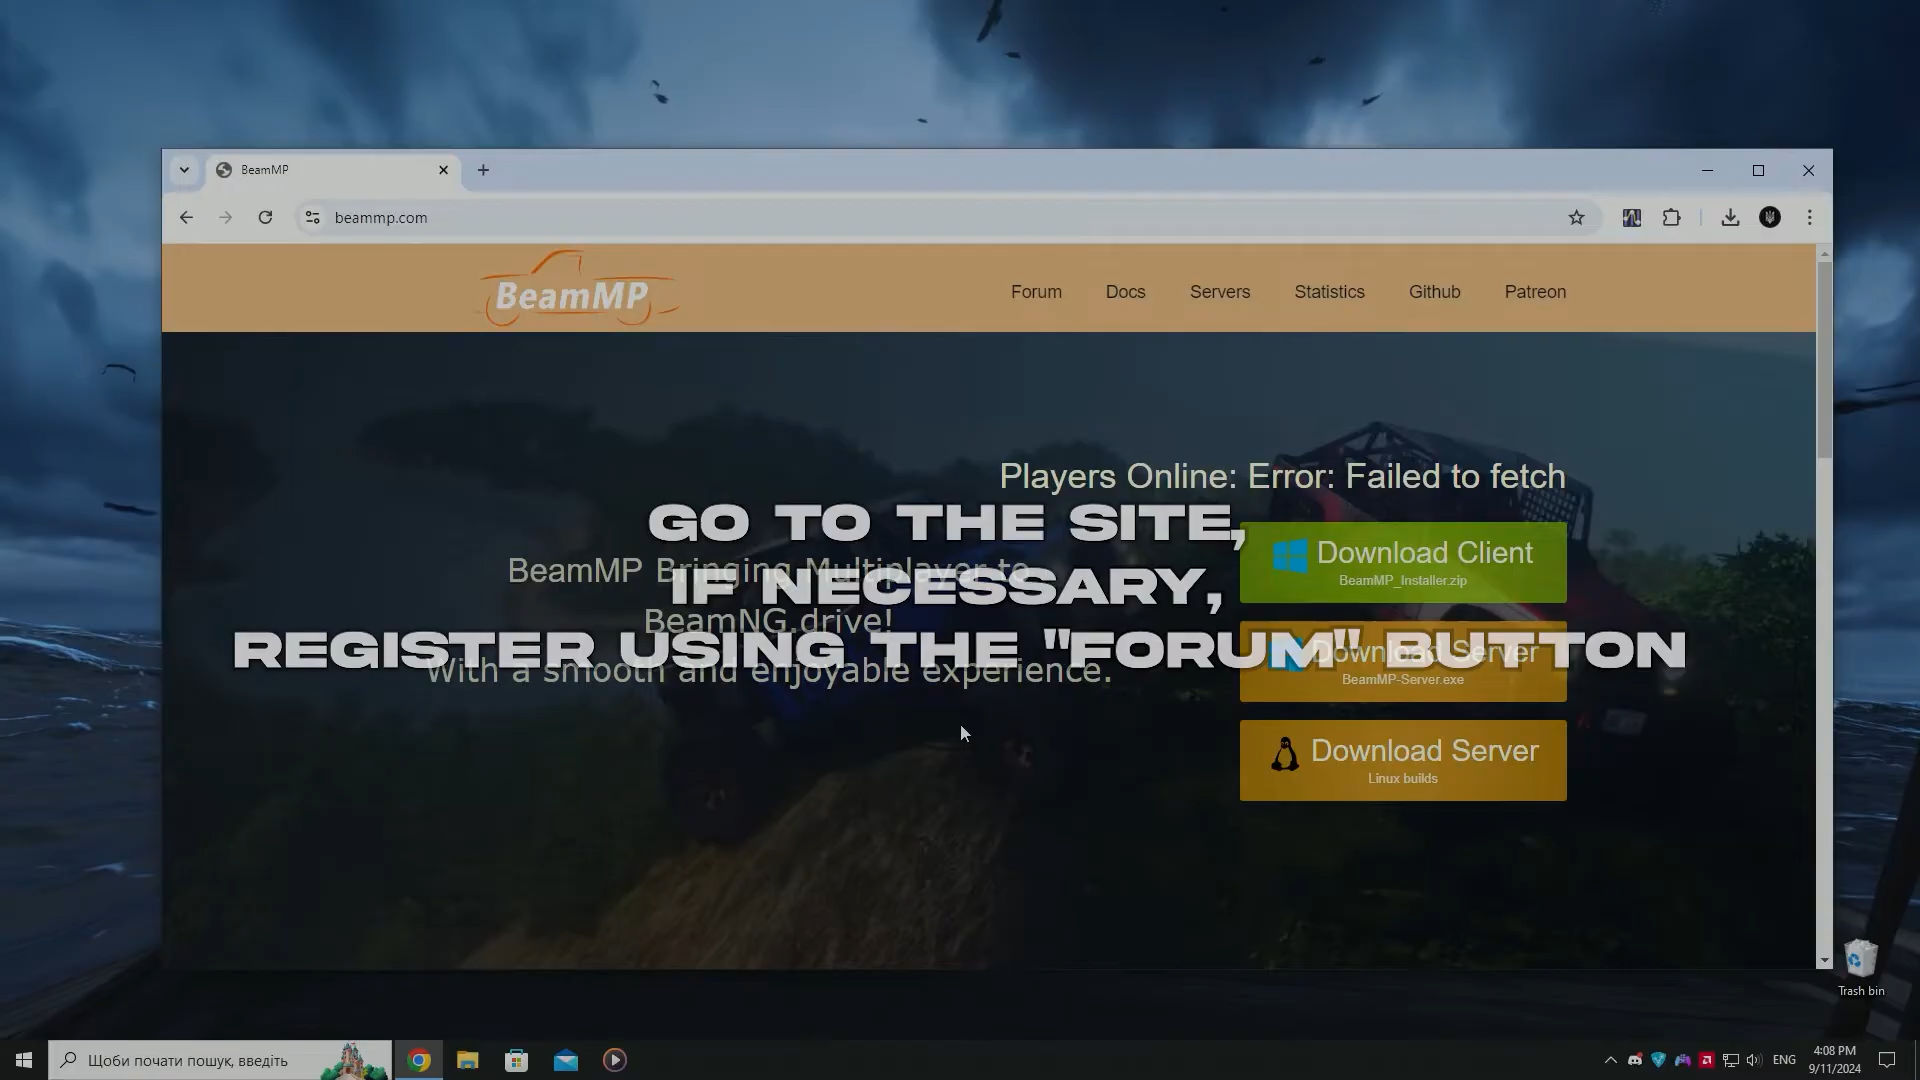 BeamMP
beammp.com
BeamMP
Forum
Docs
Servers
Statistics
Github
Patreon
Players Online: Error: Failed to fetch
GO TO THE SITE,
IF NECESSARY,
REGISTER USING THE "FORUM" BUTTON
BeamMP Bringing Multiplayer to
BeamNG.drive!
With a smooth and enjoyable experience.
Download Client
BeamMP_Installer.zip
Download Server
BeamMP-Server.exe
Download Server
Linux builds
Trash bin
Щоби почати пошук, введіть
ENG
4:08 PM
9/11/2024